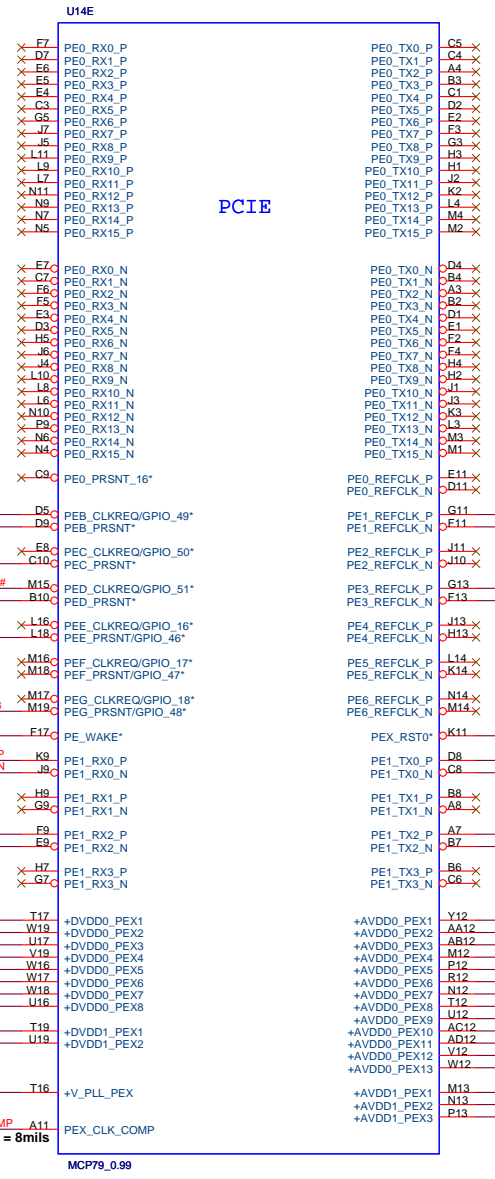 U14E
F7 PE0_RX0_P PE0_TX0_P C5
D7 PE0_RX1_P PE0_TX1_P C4
E6 PE0_RX2_P PE0_TX2_P A4
E5 PE0_RX3_P PE0_TX3_P B3
E4 PE0_RX4_P PE0_TX4_P C1
C3 PE0_RX5_P PE0_TX5_P D2
G5 PE0_RX6_P PE0_TX6_P E2
J7 PE0_RX7_P PE0_TX7_P F3
J5 PE0_RX8_P PE0_TX8_P G3
L11 PE0_RX9_P PE0_TX9_P H3
L9 PE0_RX10_P PE0_TX10_P H1
L7 PE0_RX11_P PE0_TX11_P J2
N11 PE0_RX12_P PE0_TX12_P K2
N9 PE0_RX13_P PE0_TX13_P L4
N7 PE0_RX14_P PE0_TX14_P M4
N5 PE0_RX15_P PE0_TX15_P M2
PCIE
E7 PE0_RX0_N PE0_TX0_N D4
C7 PE0_RX1_N PE0_TX1_N B4
F6 PE0_RX2_N PE0_TX2_N A3
F5 PE0_RX3_N PE0_TX3_N B2
E3 PE0_RX4_N PE0_TX4_N D1
D3 PE0_RX5_N PE0_TX5_N E1
H5 PE0_RX6_N PE0_TX6_N F2
J6 PE0_RX7_N PE0_TX7_N F4
J4 PE0_RX8_N PE0_TX8_N H4
L10 PE0_RX9_N PE0_TX9_N H2
L8 PE0_RX10_N PE0_TX10_N J1
L6 PE0_RX11_N PE0_TX11_N J3
N10 PE0_RX12_N PE0_TX12_N K3
P9 PE0_RX13_N PE0_TX13_N L3
N6 PE0_RX14_N PE0_TX14_N M3
N4 PE0_RX15_N PE0_TX15_N M1
C9 PE0_PRSNT_16* PE0_REFCLK_P E11
PE0_REFCLK_N D11
D5 PEB_CLKREQ/GPIO_49* PE1_REFCLK_P G11
D9 PEB_PRSNT* PE1_REFCLK_N F11
E8 PEC_CLKREQ/GPIO_50* PE2_REFCLK_P J11
C10 PEC_PRSNT* PE2_REFCLK_N J10
# M15 PED_CLKREQ/GPIO_51* PE3_REFCLK_P G13
B10 PED_PRSNT* PE3_REFCLK_N F13
L16 PEE_CLKREQ/GPIO_16* PE4_REFCLK_P J13
L18 PEE_PRSNT/GPIO_46* PE4_REFCLK_N H13
M16 PEF_CLKREQ/GPIO_17* PE5_REFCLK_P L14
M18 PEF_PRSNT/GPIO_47* PE5_REFCLK_N K14
M17 PEG_CLKREQ/GPIO_18* PE6_REFCLK_P N14
M19 PEG_PRSNT/GPIO_48* PE6_REFCLK_N M14
F17 PE_WAKE* PEX_RST0* K11
P K9 PE1_RX0_P PE1_TX0_P D8
N J9 PE1_RX0_N PE1_TX0_N C8
H9 PE1_RX1_P PE1_TX1_P B8
G9 PE1_RX1_N PE1_TX1_N A8
F9 PE1_RX2_P PE1_TX2_P A7
E9 PE1_RX2_N PE1_TX2_N B7
H7 PE1_RX3_P PE1_TX3_P B6
G7 PE1_RX3_N PE1_TX3_N C6
T17 +DVDD0_PEX1 +AVDD0_PEX1 Y12
W19 +DVDD0_PEX2 +AVDD0_PEX2 AA12
U17 +DVDD0_PEX3 +AVDD0_PEX3 AB12
V19 +DVDD0_PEX4 +AVDD0_PEX4 M12
W16 +DVDD0_PEX5 +AVDD0_PEX5 P12
W17 +DVDD0_PEX6 +AVDD0_PEX6 R12
W18 +DVDD0_PEX7 +AVDD0_PEX7 N12
U16 +DVDD0_PEX8 +AVDD0_PEX8 T12
+AVDD0_PEX9 U12
T19 +DVDD1_PEX1 +AVDD0_PEX10 AC12
U19 +DVDD1_PEX2 +AVDD0_PEX11 AD12
+AVDD0_PEX12 V12
+AVDD0_PEX13 W12
T16 +V_PLL_PEX +AVDD1_PEX1 M13
+AVDD1_PEX2 N13
+AVDD1_PEX3 P13
MP A11 PEX_CLK_COMP
= 8mils
MCP79_0.99